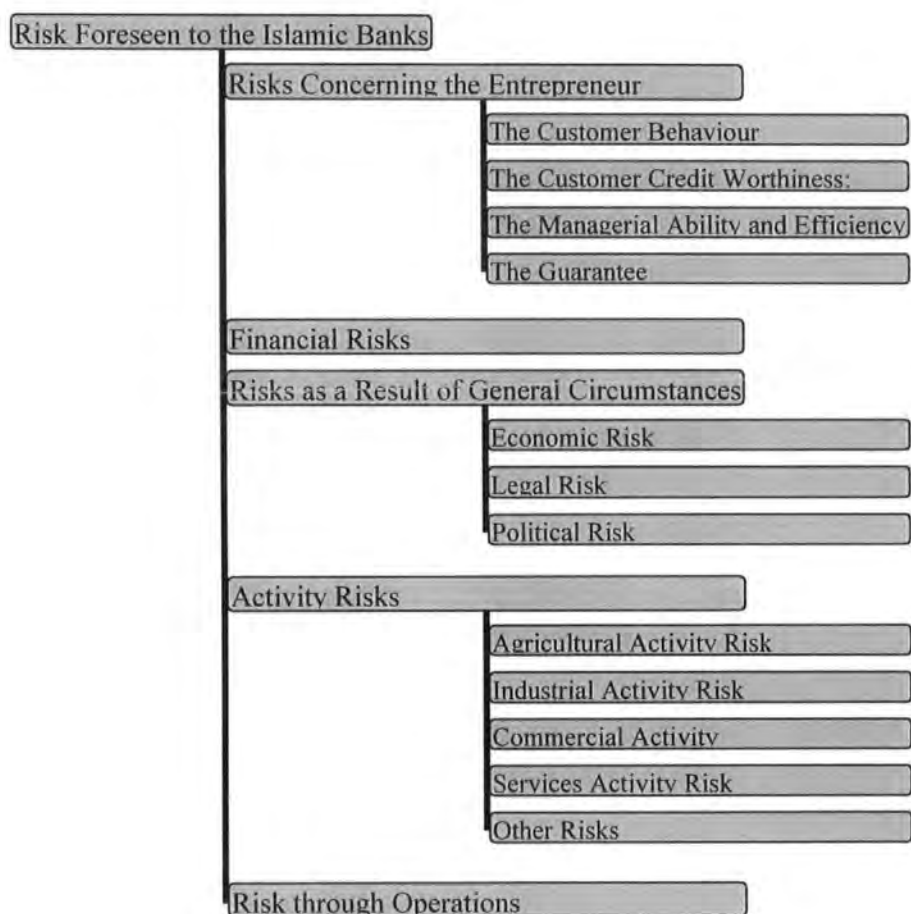 Risk Foreseen to the Islamic Banks
Risks Concerning the Entrepreneur
The Customer Behaviour
The Customer Credit Worthiness:
The Managerial Ability and Efficiency
The Guarantee
Financial Risks
Risks as a Result of General Circumstances
Economic Risk
Legal Risk
Political Risk
Activity Risks
Agricultural Activity Risk
Industrial Activity Risk
Commercial Activity
Services Activity Risk
Other Risks
Risk through Operations